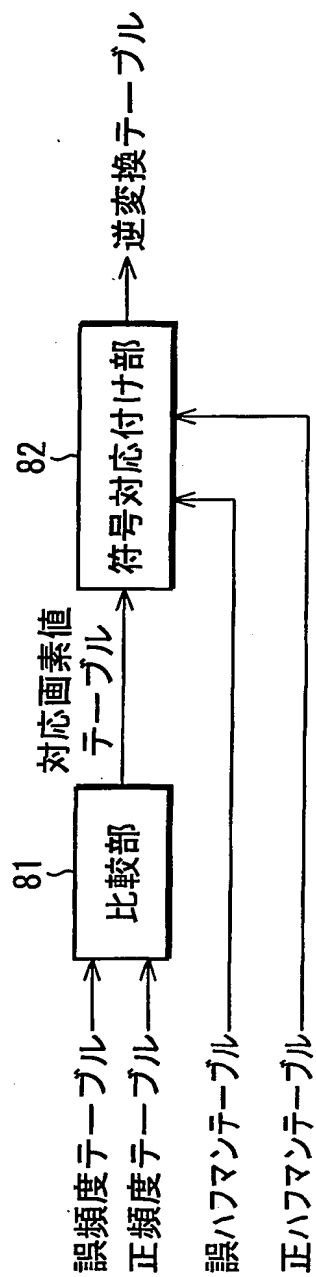 誤頻度テーブル
正頻度テーブル
誤ハフマンテーブル
正ハフマンテーブル
81
比較部
対応画素値
テーブル
82
符号対応付け部
逆変換テーブル